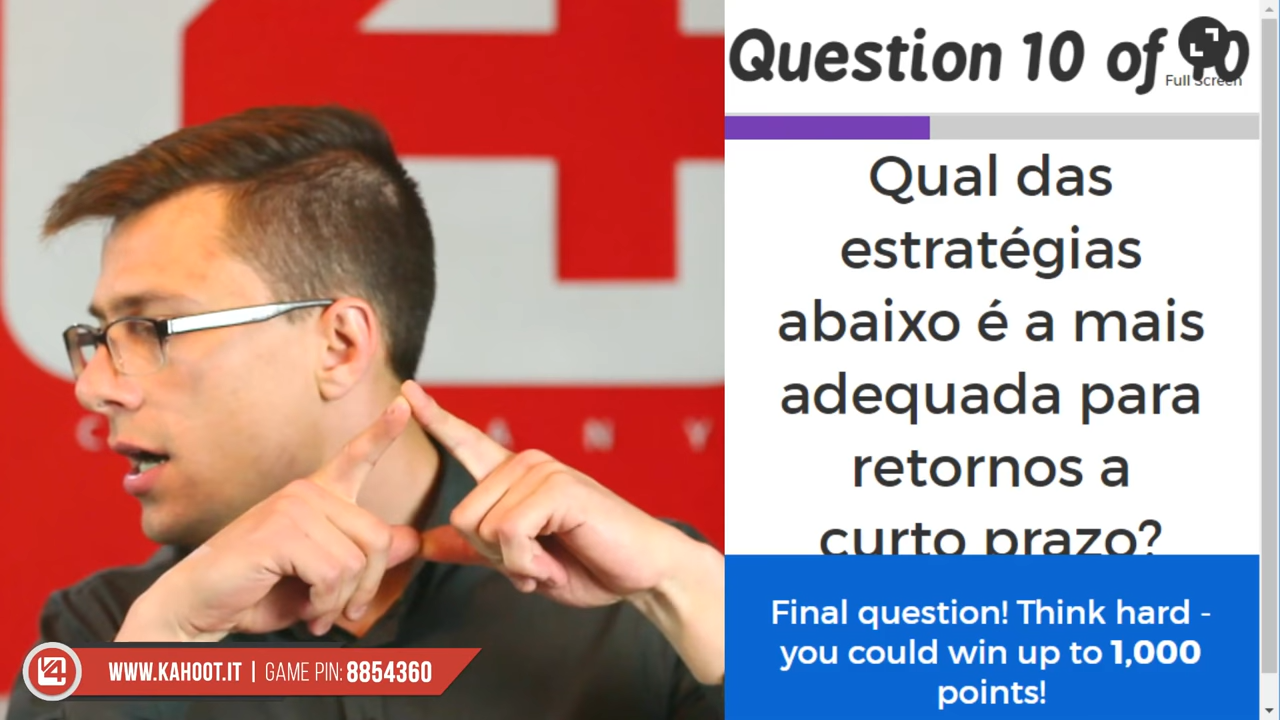 Question 10 of 10
Full Screen
Qual das
estratégias
abaixo é a mais
adequada para
retornos a
curto prazo?
Final question! Think hard -
you could win up to 1,000
points!
WWW.KAHOOT.IT | GAME PIN: 8854360